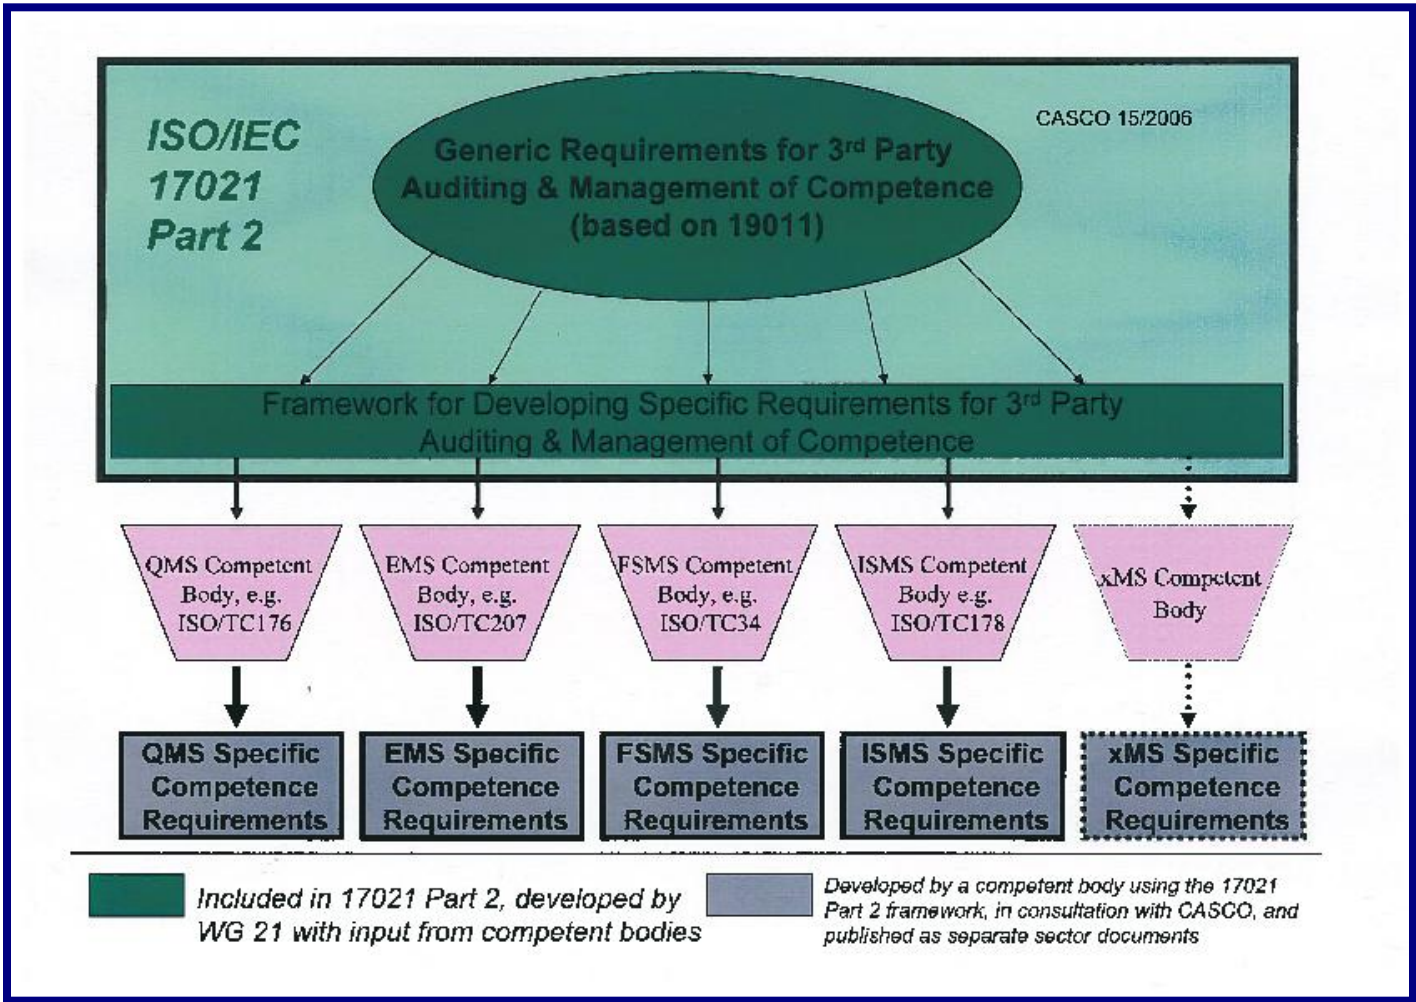 ISO/IEC
17021
Part 2
CASCO 15/2006
Generic Requirements for 3rd Party
Auditing & Management of Competence
(based on 19011)
Framework for Developing Specific Requirements for 3rd Party
Auditing & Management of Competence
QMS Competent
Body, e.g.
ISO/TC176
EMS Competent
Body, e.g.
ISO/TC207
FSMS Competent
Body, e.g.
ISO/TC34
ISMS Competent
Body e.g.
ISO/TC178
xMS Competent
Body
QMS Specific
Competence
Requirements
EMS Specific
Competence
Requirements
FSMS Specific
Competence
Requirements
ISMS Specific
Competence
Requirements
xMS Specific
Competence
Requirements
Included in 17021 Part 2, developed by
WG 21 with input from competent bodies
Developed by a competent body using the 17021
Part 2 framework, in consultation with CASCO, and
published as separate sector documents